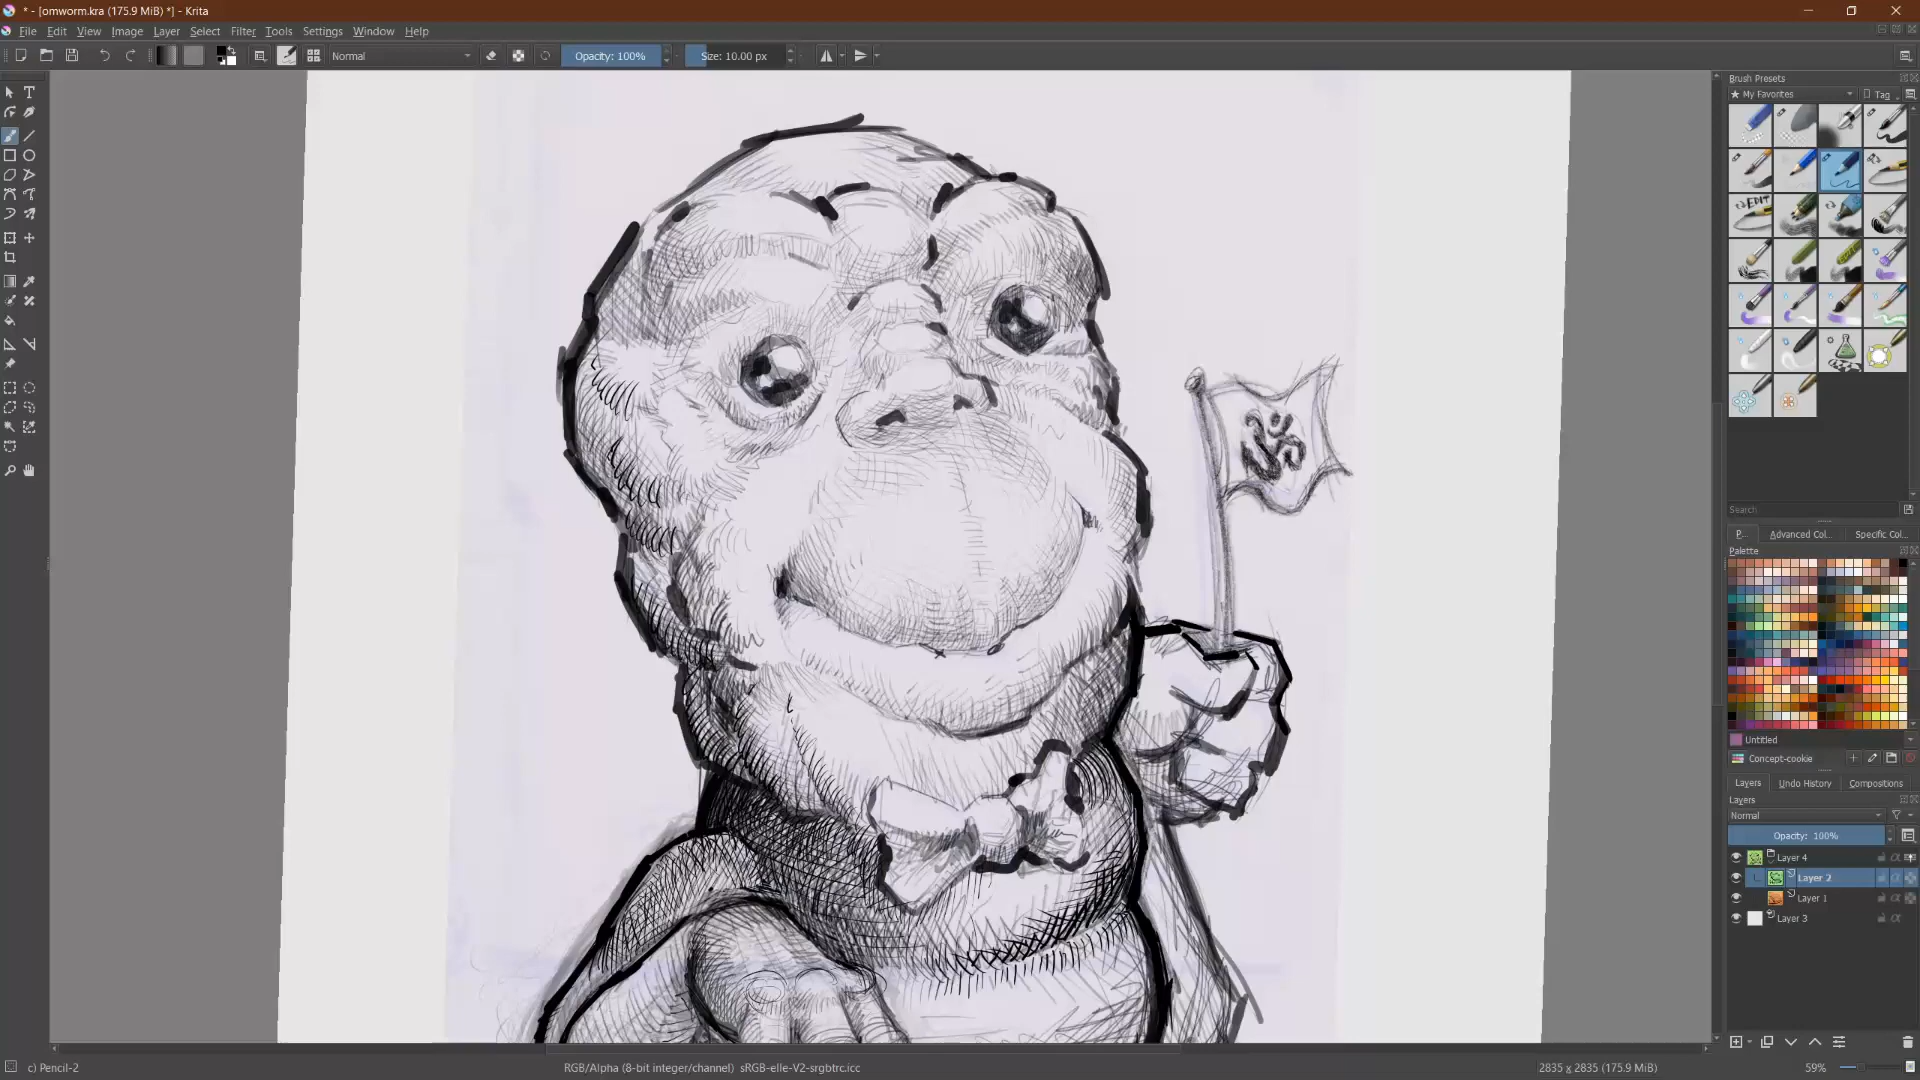 * - [omworm.kra (175.9 MiB) *] - Krita
File Edit View Image Layer Select Filter Tools Settings Window Help
Normal
Opacity: 100%
Size: 10.00 px
Brush Presets
My Favorites
Tag
EDIT
Search
P...
Advanced Col...
Specific Col...
Palette
Untitled
Concept-cookie
Layers
Undo History
Compositions
Layers
Normal
Opacity: 100%
Layer 4
Layer 2
Layer 1
Layer 3
ॐ
c) Pencil-2
RGB/Alpha (8-bit integer/channel) sRGB-elle-V2-srgbtrc.icc
2835 x 2835 (175.9 MiB)
59%